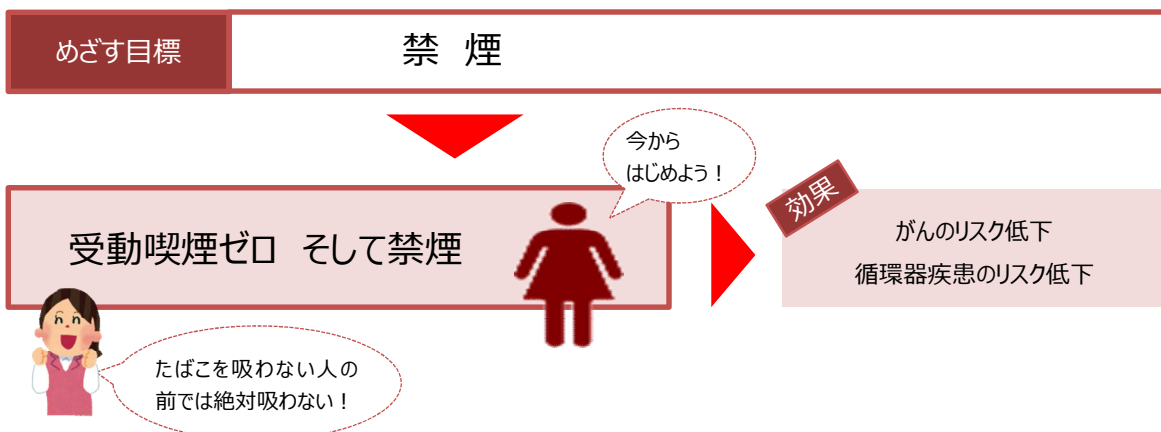 めざす目標
禁 煙
今から
はじめよう！
受動喫煙ゼロ そして禁煙
効果
がんのリスク低下
循環器疾患のリスク低下
たばこを吸わない人の
前では絶対吸わない！